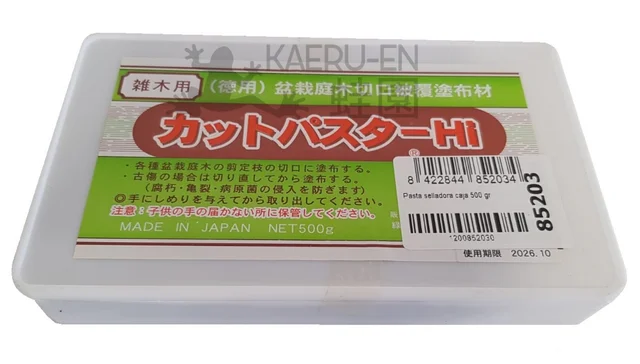 KAERU-EN
蛙園
雑木用
(徳用) 盆栽庭木切口被覆塗布材
カットパスターHi
®
・各種盆栽庭木の剪定枝の切口に塗布する。
・古傷の場合は切り直してから塗布する。
(腐朽・亀裂・病原菌の侵入を防ぎます)
◎手にしめりを与えてから取り出してください。
注意:子供の手の届かない所に保管してください。
MADE IN JAPAN NET500g
8 422844 852034
Pasta selladora caja 500 gr
1200852030
85203
使用期限 2026.10